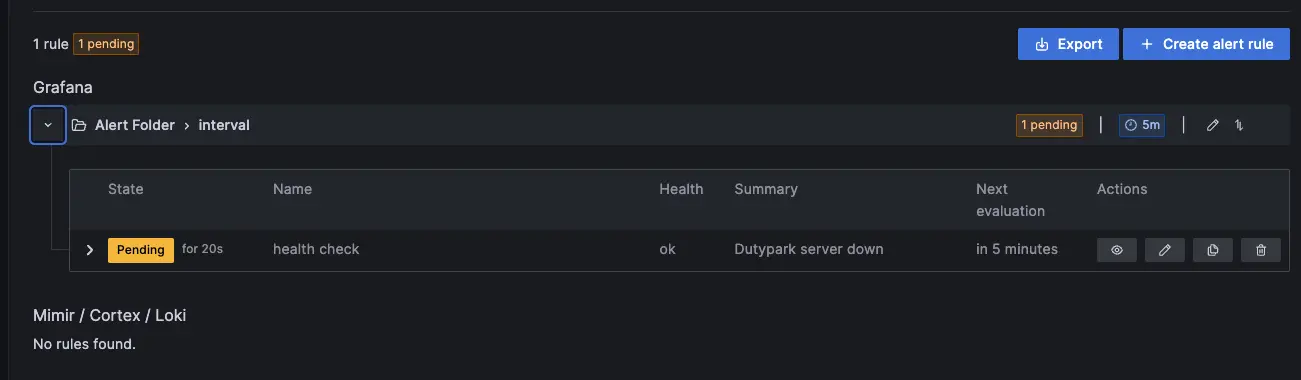 1 rule 1 pending Export + Create alert rule
Grafana
Alert Folder > interval 1 pending | 5m |
State Name Health Summary Next evaluation Actions
Pending for 20s health check ok Dutypark server down in 5 minutes
Mimir / Cortex / Loki
No rules found.